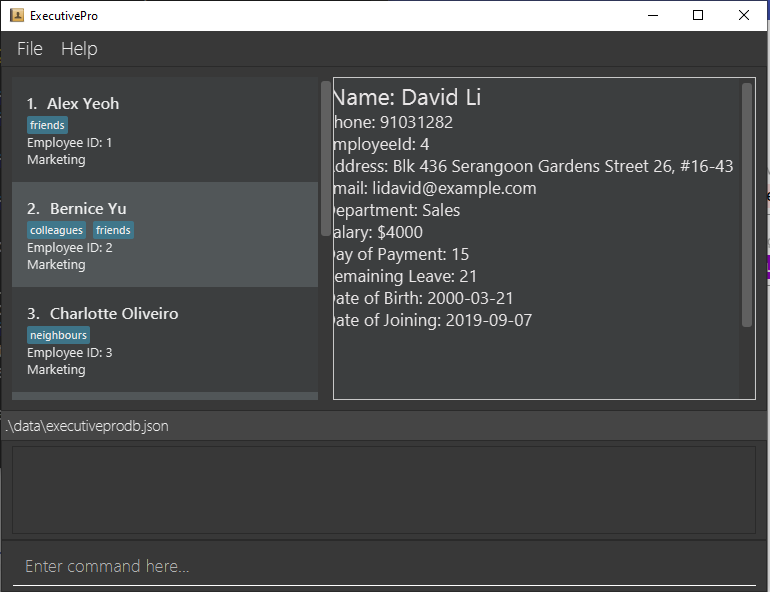 ExecutivePro
File Help
1. Alex Yeoh
friends
Employee ID: 1
Marketing
2. Bernice Yu
colleagues friends
Employee ID: 2
Marketing
3. Charlotte Oliveiro
neighbours
Employee ID: 3
Marketing
Name: David Li
hone: 91031282
mployeeId: 4
ddress: Blk 436 Serangoon Gardens Street 26, #16-43
mail: lidavid@example.com
epartment: Sales
alary: $4000
ay of Payment: 15
emaining Leave: 21
ate of Birth: 2000-03-21
ate of Joining: 2019-09-07
.\data\executiveprodb.json
Enter command here...